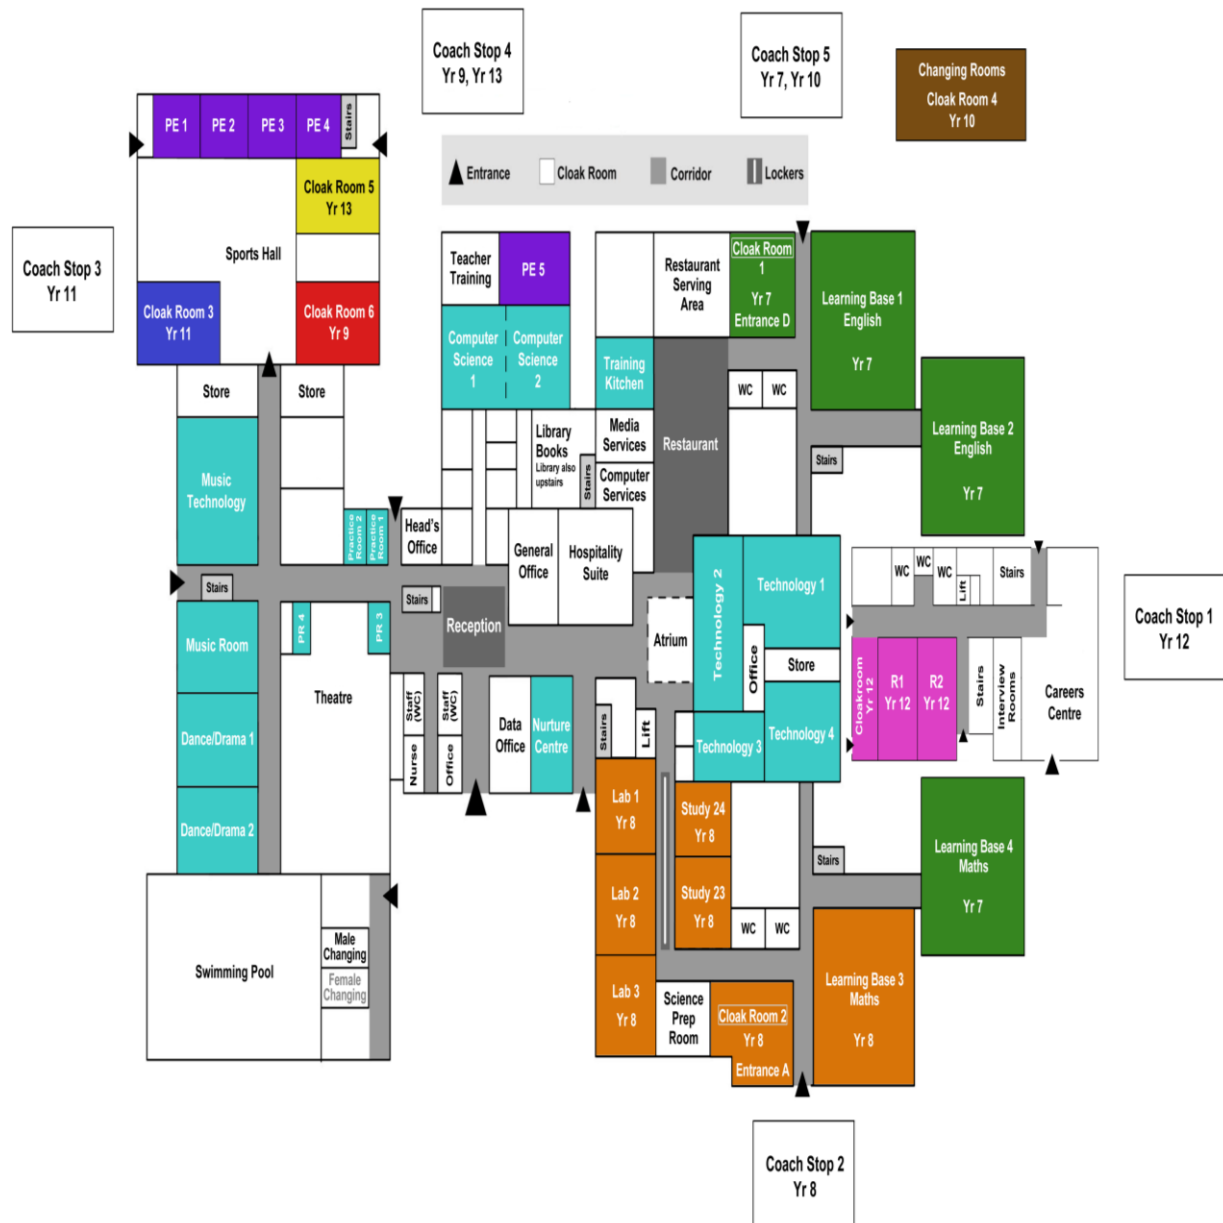 Coach Stop 4
Yr 9, Yr 13
Coach Stop 5
Yr 7, Yr 10
Changing Rooms
Cloak Room 4
Yr 10
PE 1
PE 2
PE 3
PE 4
Stairs
Entrance
Cloak Room
Corridor
Lockers
Cloak Room 5
Yr 13
Sports Hall
Coach Stop 3
Yr 11
Cloak Room 3
Yr 11
Cloak Room 6
Yr 9
Teacher
Training
PE 5
Restaurant
Serving
Area
Cloak Room
1
Yr 7
Entrance D
Learning Base 1
English
Yr 7
Computer
Science
1
Computer
Science
2
Training
Kitchen
Store
Store
WC
WC
Restaurant
Learning Base 2
English
Yr 7
Library
Books
Library also
upstairs
Stairs
Media
Services
Computer
Services
Stairs
Music
Technology
Practice
Room 2
Practice
Room 1
Head's
Office
General
Office
Hospitality
Suite
Technology 2
Technology 1
WC
WC
WC
Lift
Stairs
Stairs
Stairs
Reception
Atrium
Office
Store
Coach Stop 1
Yr 12
Music Room
PR 4
PR 3
Theatre
Cloakroom
Yr 12
R1
Yr 12
R2
Yr 12
Stairs
Interview
Rooms
Careers
Centre
Staff
(WC)
Staff
(WC)
Nurse
Office
Data
Office
Nurture
Centre
Stairs
Lift
Technology 3
Technology 4
Dance/Drama 1
Dance/Drama 2
Lab 1
Yr 8
Study 24
Yr 8
Lab 2
Yr 8
Study 23
Yr 8
Stairs
Learning Base 4
Maths
Yr 7
WC
WC
Swimming Pool
Male
Changing
Female
Changing
Lab 3
Yr 8
Science
Prep
Room
Cloak Room 2
Yr 8
Entrance A
Learning Base 3
Maths
Yr 8
Coach Stop 2
Yr 8